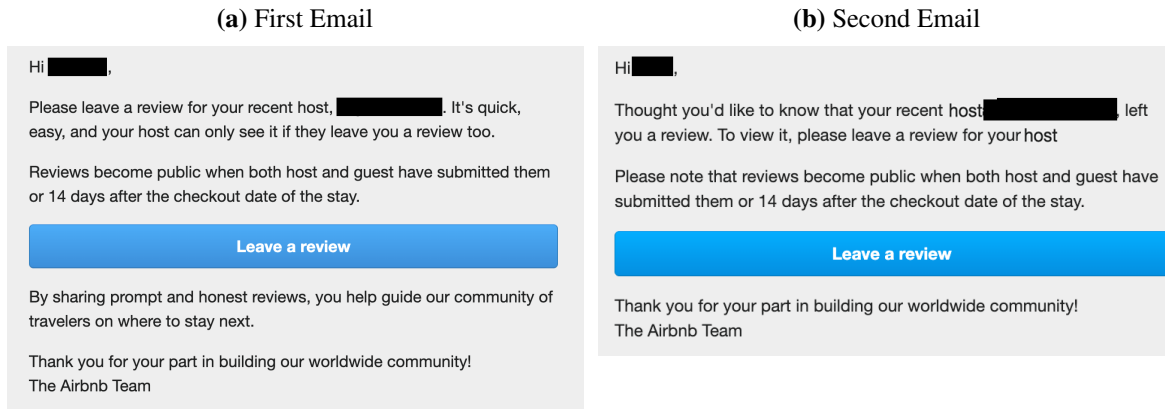 (a) First Email
Hi ,
Please leave a review for your recent host, . It's quick,
easy, and your host can only see it if they leave you a review too.
Reviews become public when both host and guest have submitted them
or 14 days after the checkout date of the stay.
Leave a review
By sharing prompt and honest reviews, you help guide our community of
travelers on where to stay next.
Thank you for your part in building our worldwide community!
The Airbnb Team
(b) Second Email
Hi ,
Thought you'd like to know that your recent host , left
you a review. To view it, please leave a review for your host
Please note that reviews become public when both host and guest have
submitted them or 14 days after the checkout date of the stay.
Leave a review
Thank you for your part in building our worldwide community!
The Airbnb Team